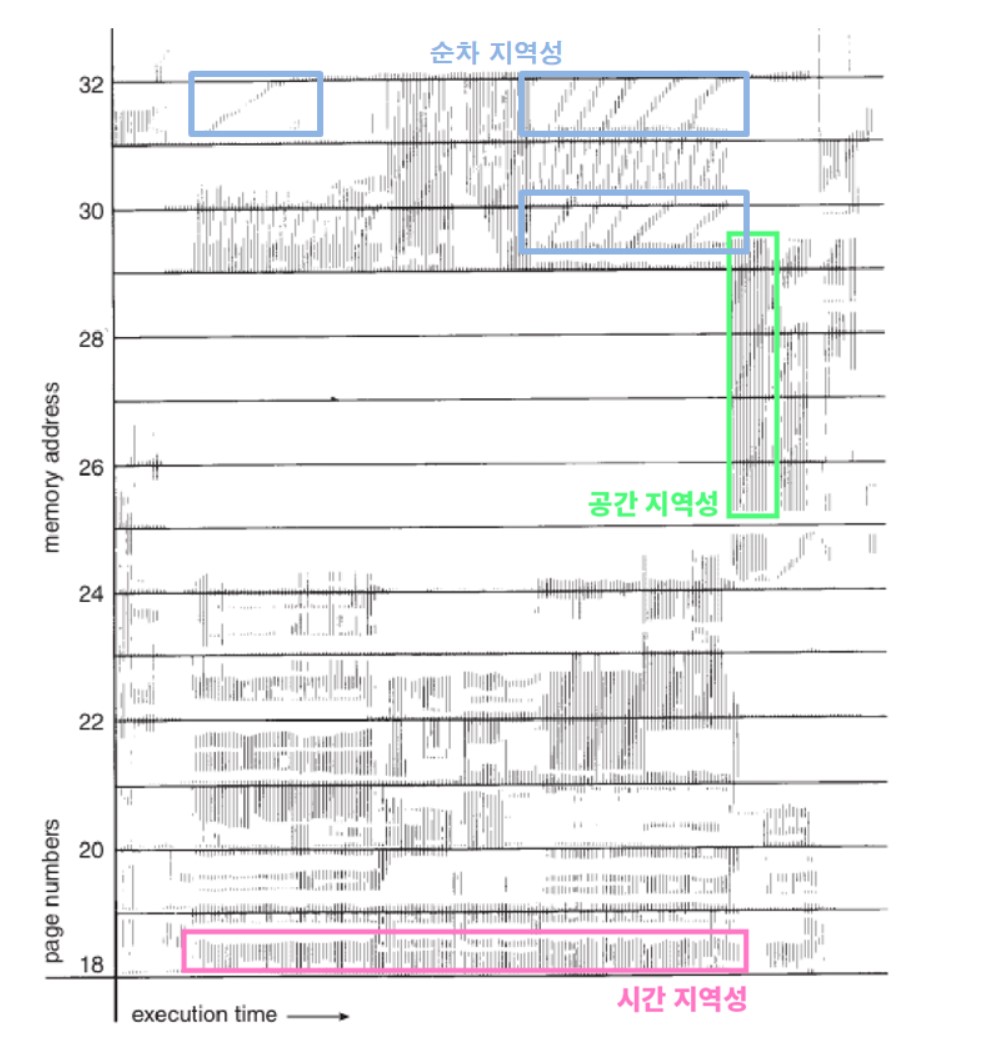 순차 지역성
32
30
28
memory address
26
공간 지역성
24
22
20
page numbers
18
시간 지역성
execution time